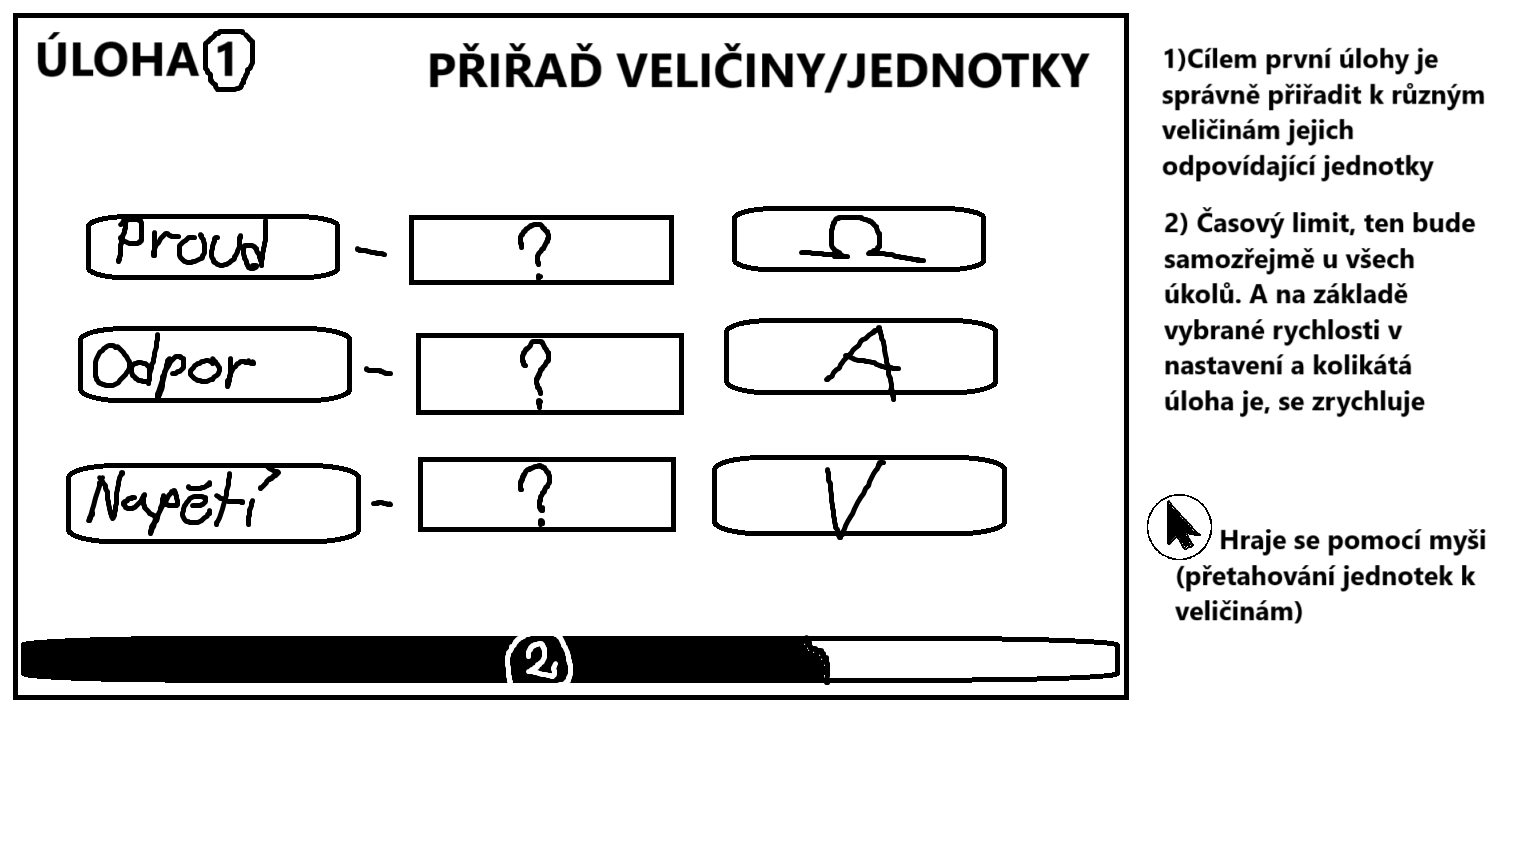 ÚLOHA 1
PŘIŘAĎ VELIČINY/JEDNOTKY
Proud - ? Ω
Odpor - ? A
Napětí - ? V
2
1)Cílem první úlohy je
správně přiřadit k různým
veličinám jejich
odpovídající jednotky
2) Časový limit, ten bude
samozřejmě u všech
úkolů. A na základě
vybrané rychlosti v
nastavení a kolikátá
úloha je, se zrychluje
Hraje se pomocí myši
(přetahování jednotek k
veličinám)